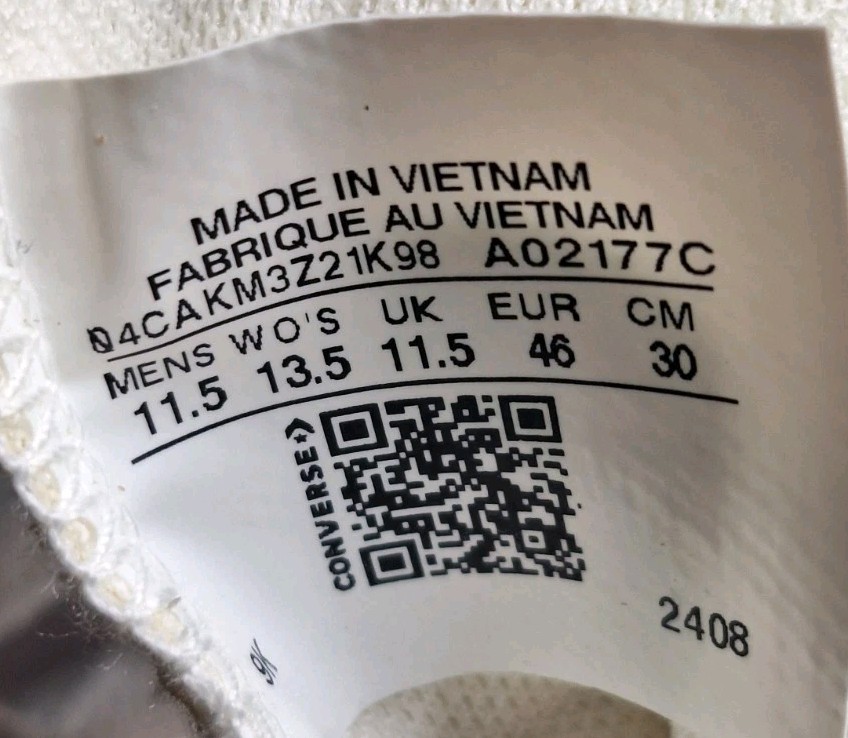 MADE IN VIETNAM
FABRIQUE AU VIETNAM
04CAKM3Z21K98 A02177C
MENS WO'S UK EUR CM
11.5 13.5 11.5 46 30
CONVERSE
2408